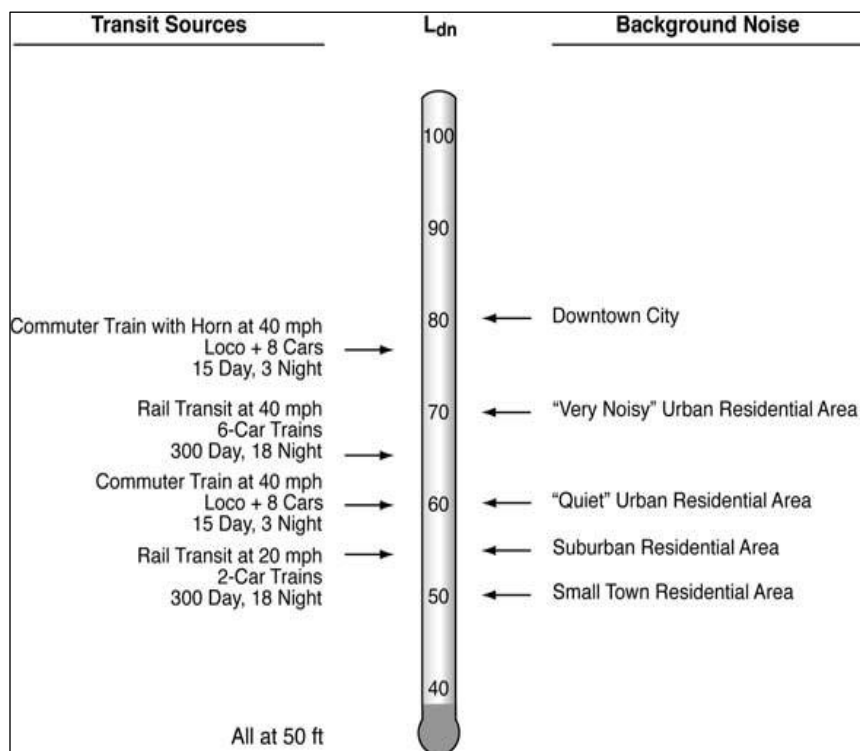 Transit Sources
Ldn
Background Noise
100
90
80
70
60
50
40
Commuter Train with Horn at 40 mph
Loco + 8 Cars
15 Day, 3 Night
Rail Transit at 40 mph
6-Car Trains
300 Day, 18 Night
Commuter Train at 40 mph
Loco + 8 Cars
15 Day, 3 Night
Rail Transit at 20 mph
2-Car Trains
300 Day, 18 Night
All at 50 ft
Downtown City
“Very Noisy” Urban Residential Area
“Quiet” Urban Residential Area
Suburban Residential Area
Small Town Residential Area